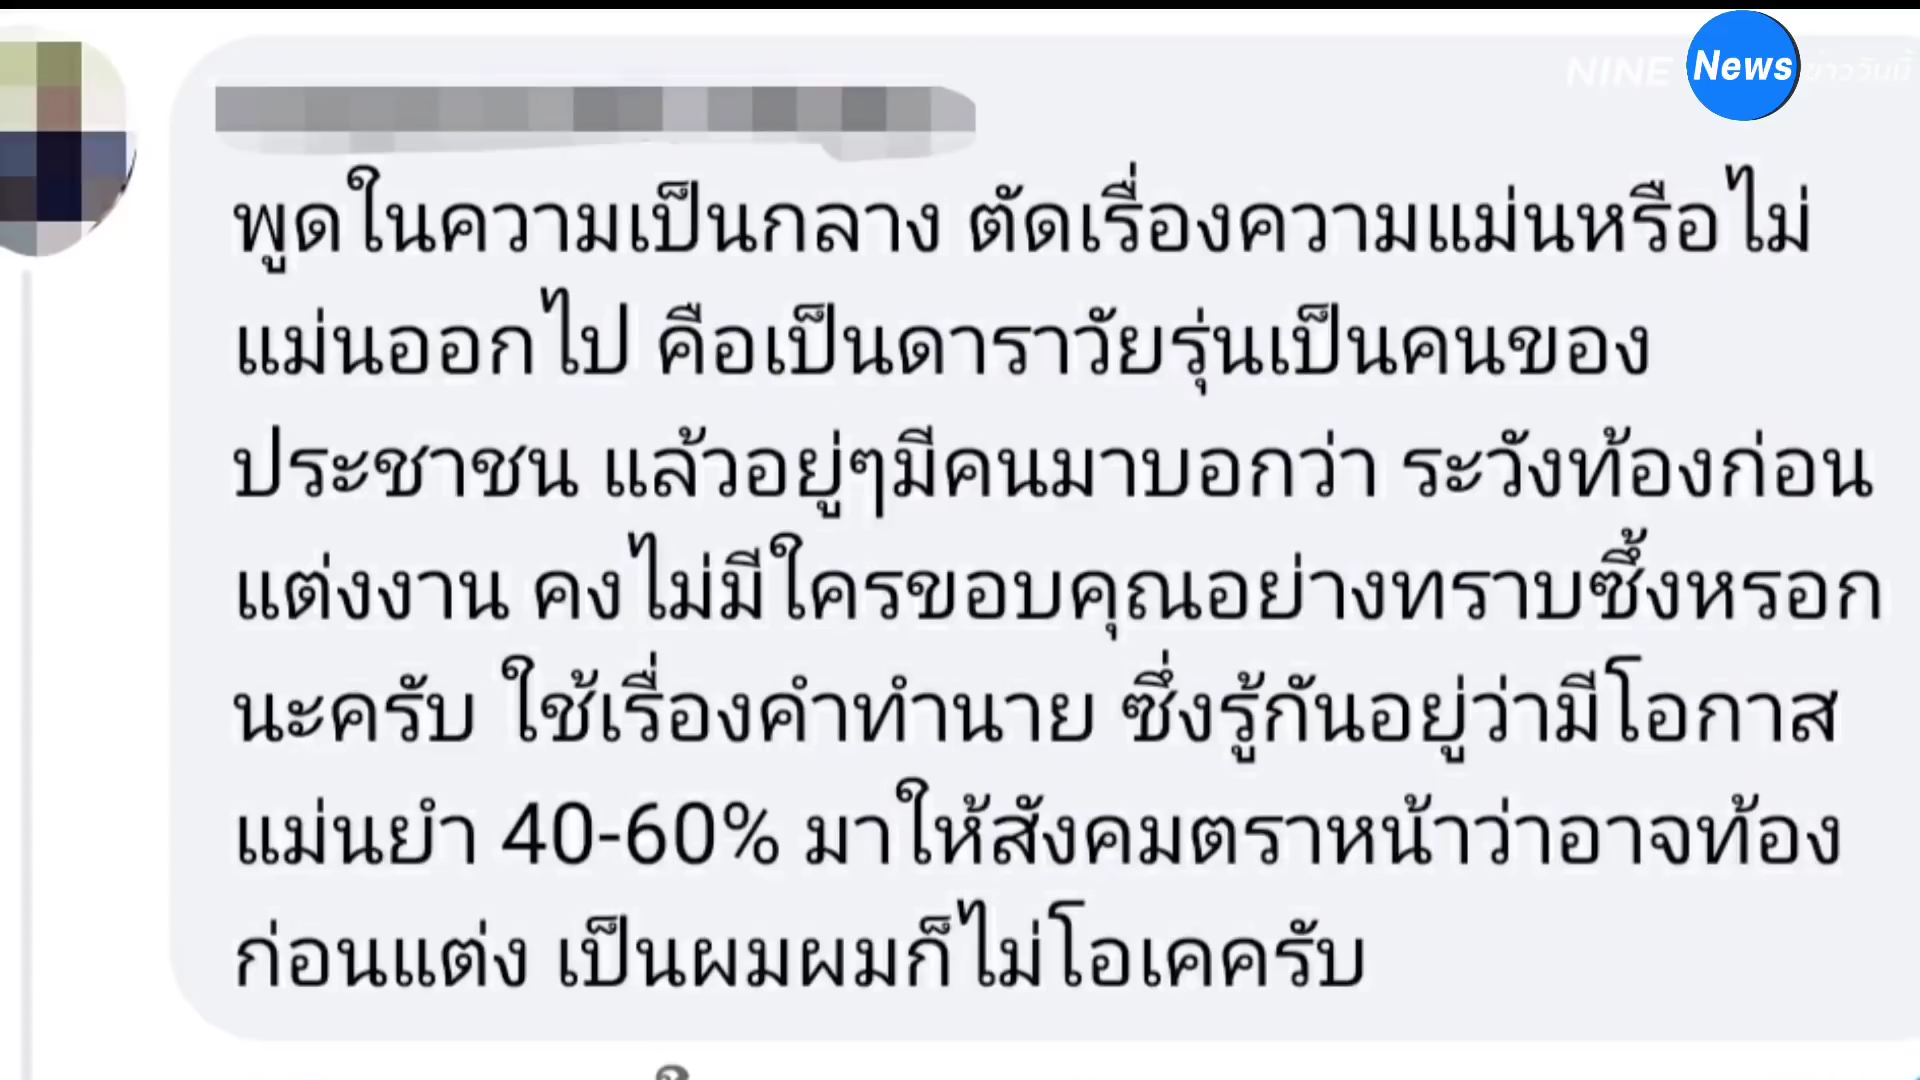 NINE News ข่าววันนี้
พูดในความเป็นกลาง ตัดเรื่องความแม่นหรือไม่
แม่นออกไป คือเป็นดาราวัยรุ่นเป็นคนของ
ประชาชน แล้วอยู่ๆมีคนมาบอกว่า ระวังท้องก่อน
แต่งงาน คงไม่มีใครขอบคุณอย่างทราบซึ้งหรอก
นะครับ ใช้เรื่องคำทำนาย ซึ่งรู้กันอยู่ว่ามีโอกาส
แม่นยำ 40-60% มาให้สังคมตราหน้าว่าอาจท้อง
ก่อนแต่ง เป็นผมผมก็ไม่โอเคครับ